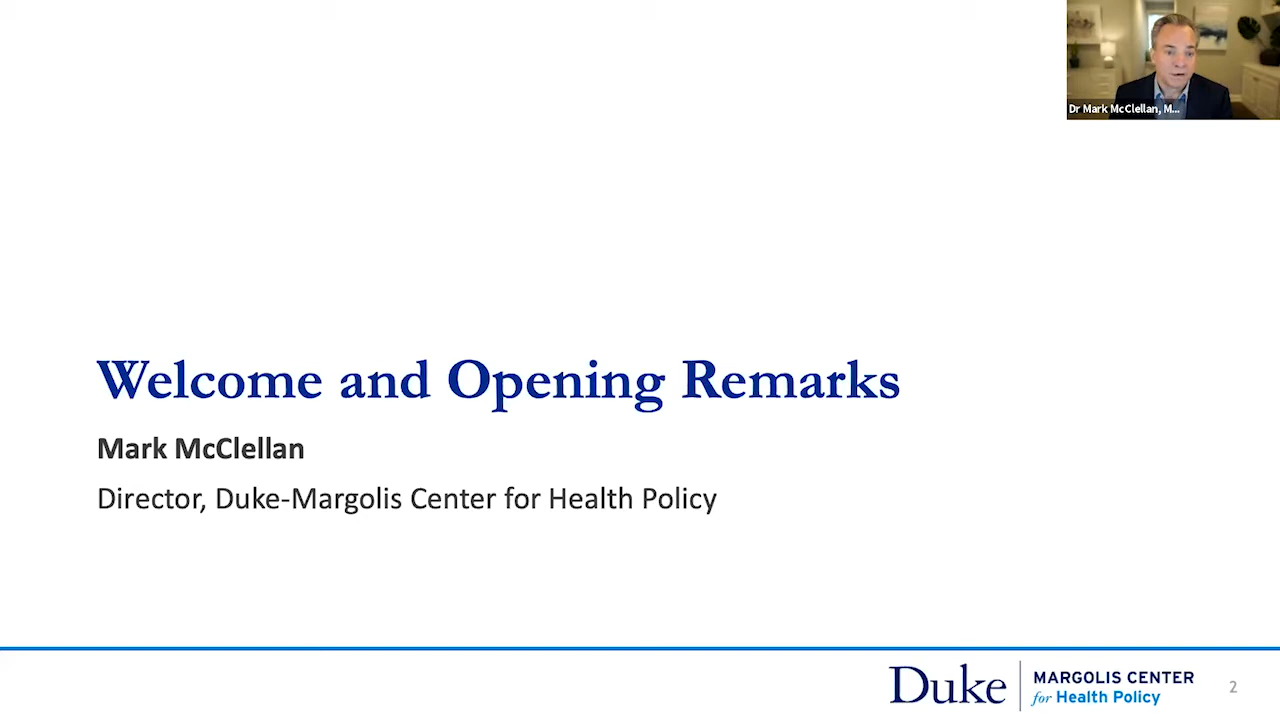 Dr Mark McClellan, M...
Welcome and Opening Remarks
Mark McClellan
Director, Duke-Margolis Center for Health Policy
Duke
MARGOLIS CENTER
for Health Policy
2